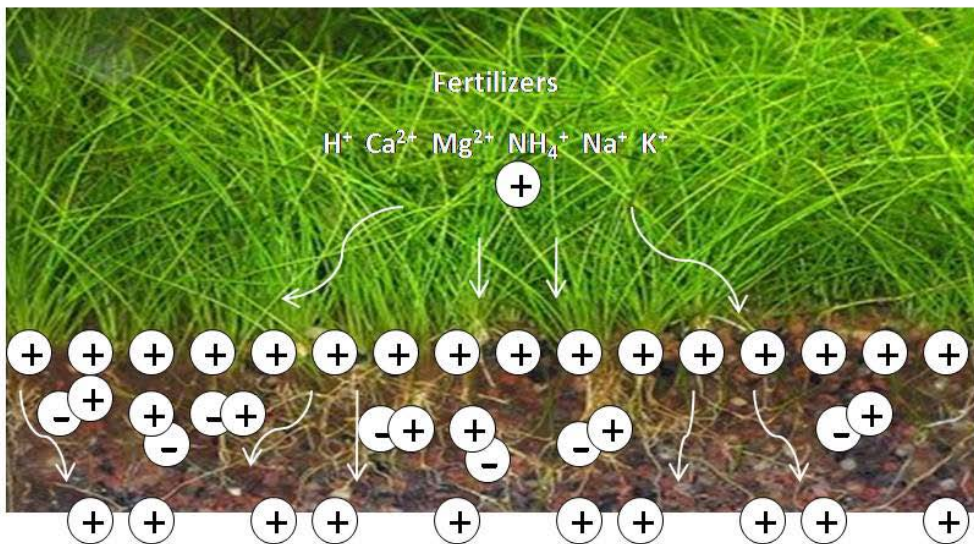 Fertilizers
H⁺ Ca²⁺ Mg²⁺ NH₄⁺ Na⁺ K⁺
+
+ + + + + + + + + + + + + + + +
- + + - + - + + - + - +
- -
+ + + + + + + + + +